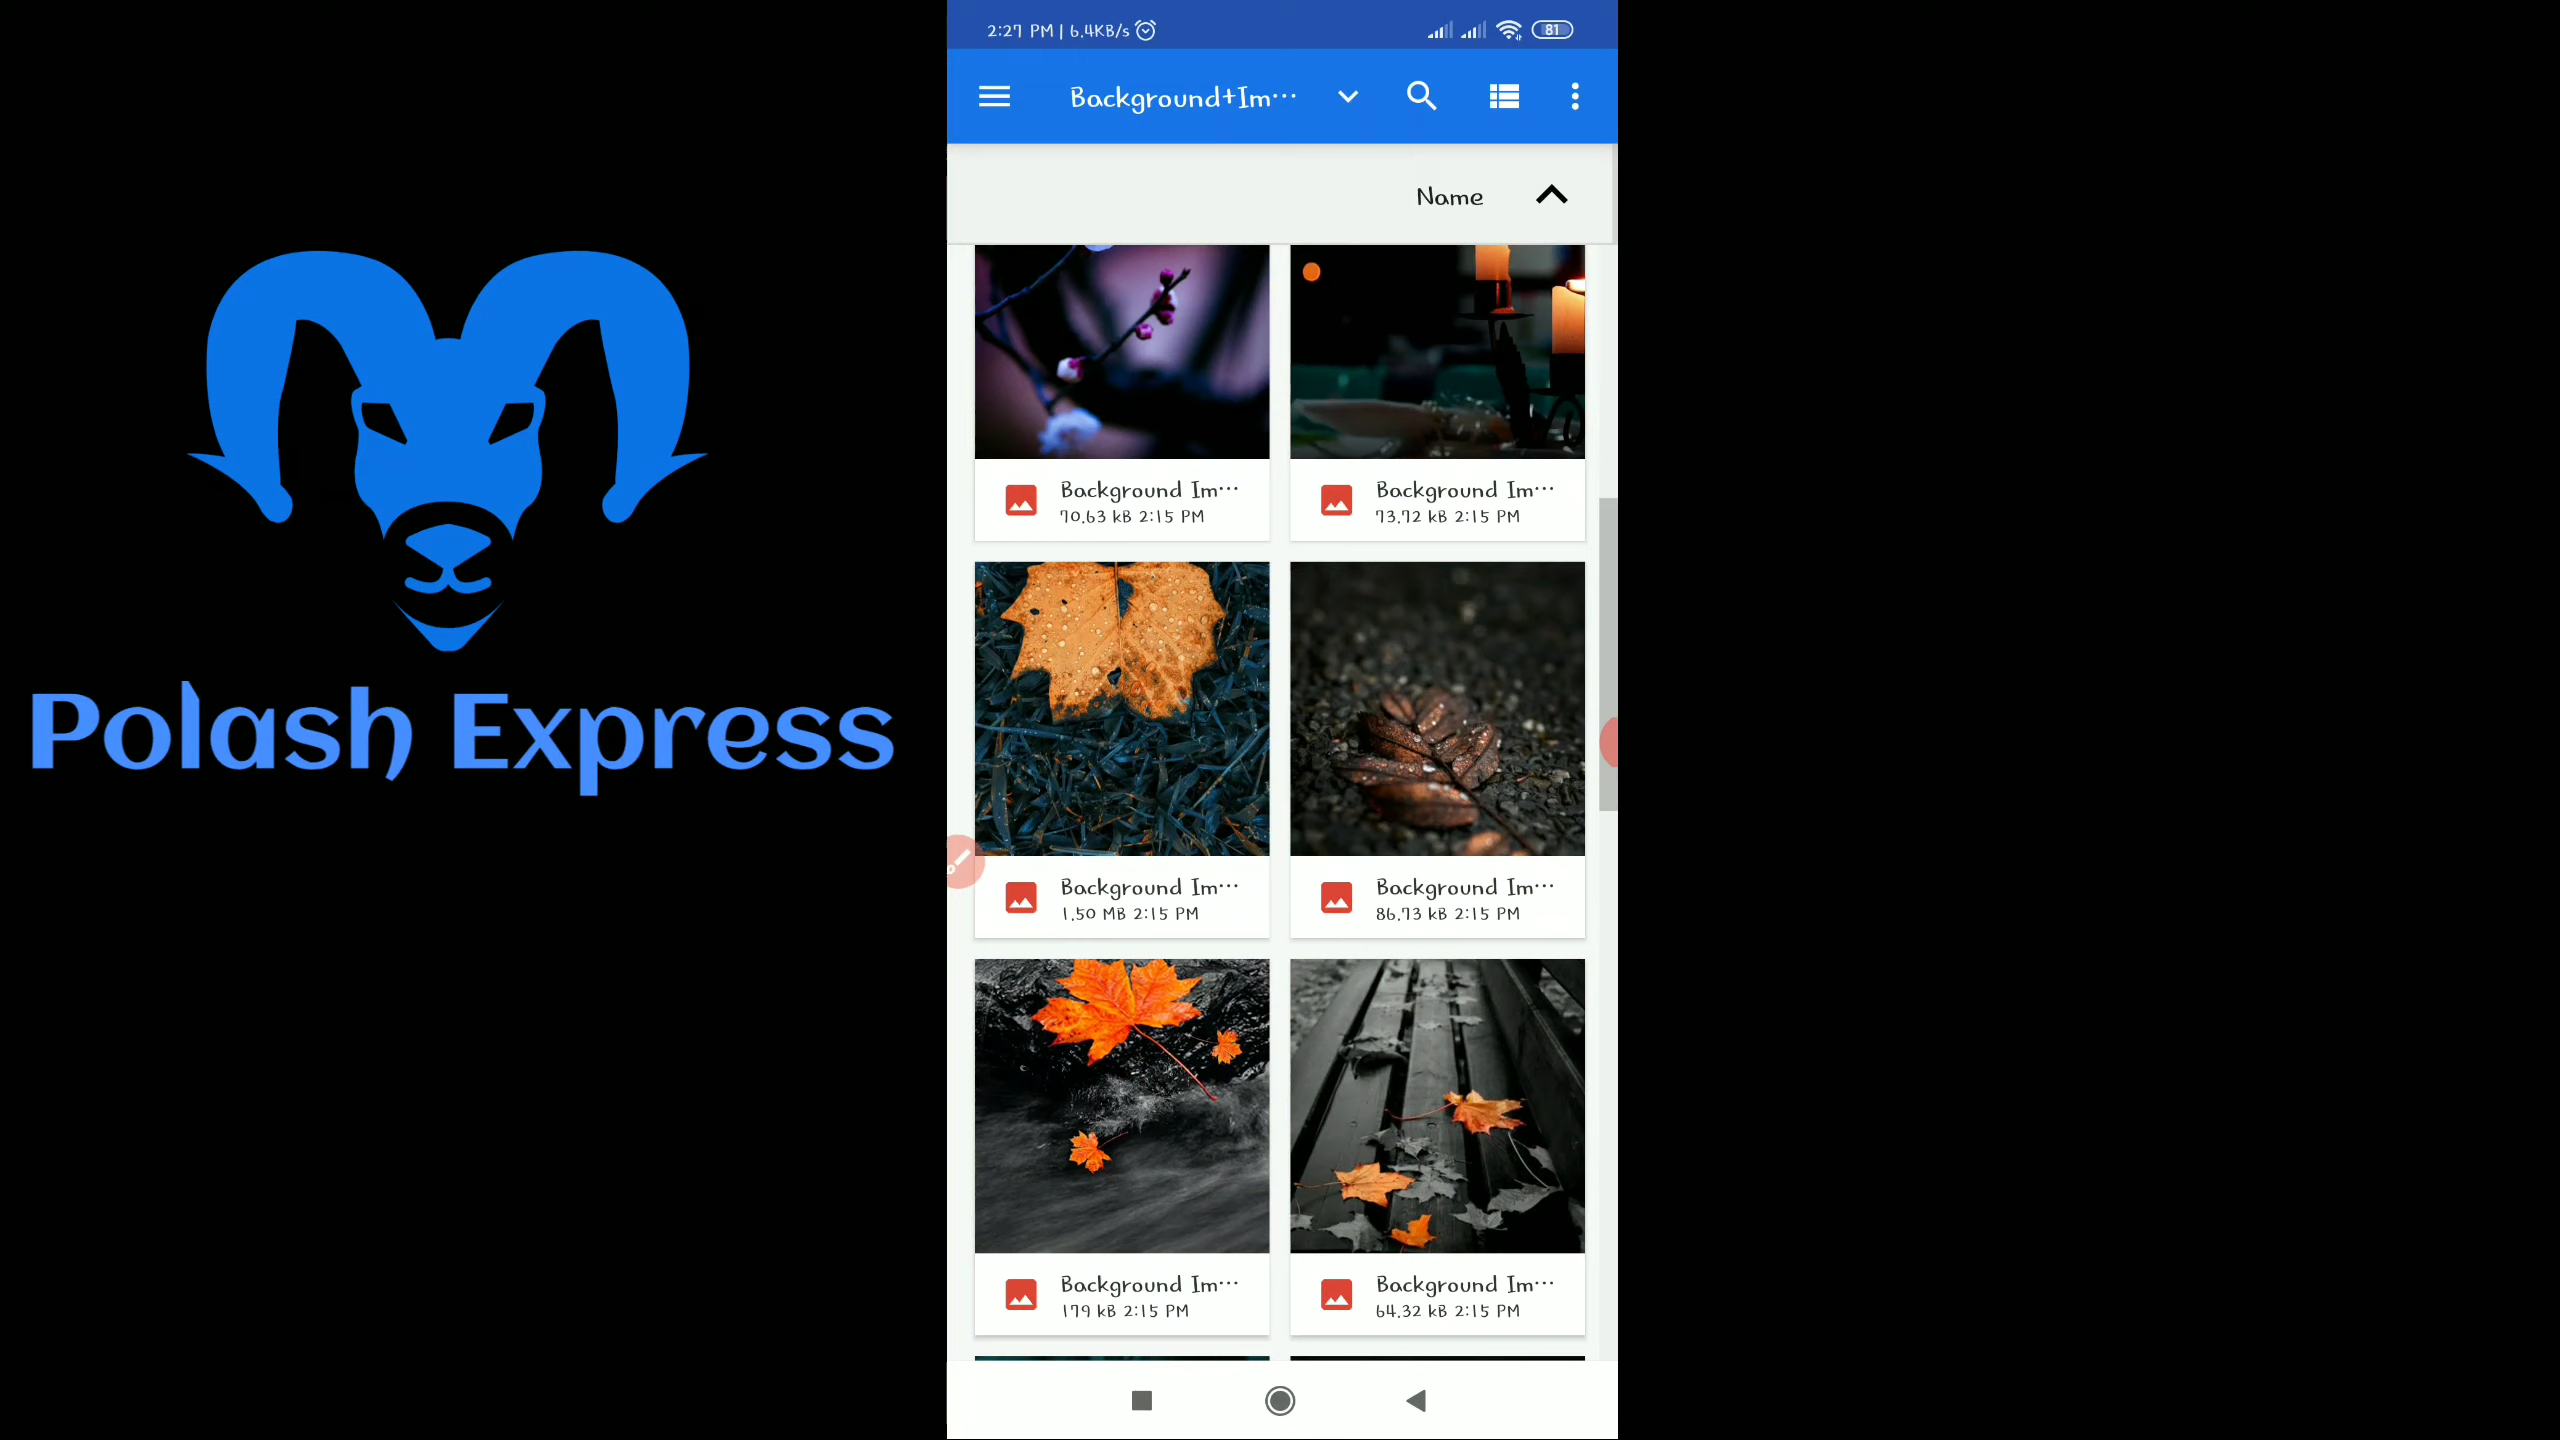 2:27 PM | 6.4KB/s
81
Background+Im...
Name
Background Im...
70.63 kB 2:15 PM
Background Im...
73.72 kB 2:15 PM
Background Im...
1.50 MB 2:15 PM
Background Im...
86.73 kB 2:15 PM
Background Im...
179 kB 2:15 PM
Background Im...
64.32 kB 2:15 PM
Polash Express